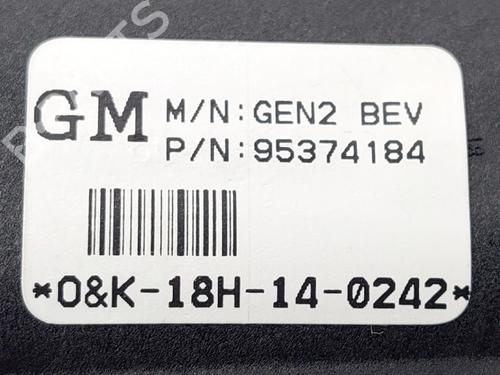 GM M/N:GEN2 BEV
P/N:95374184
*O&K-18H-14-0242*